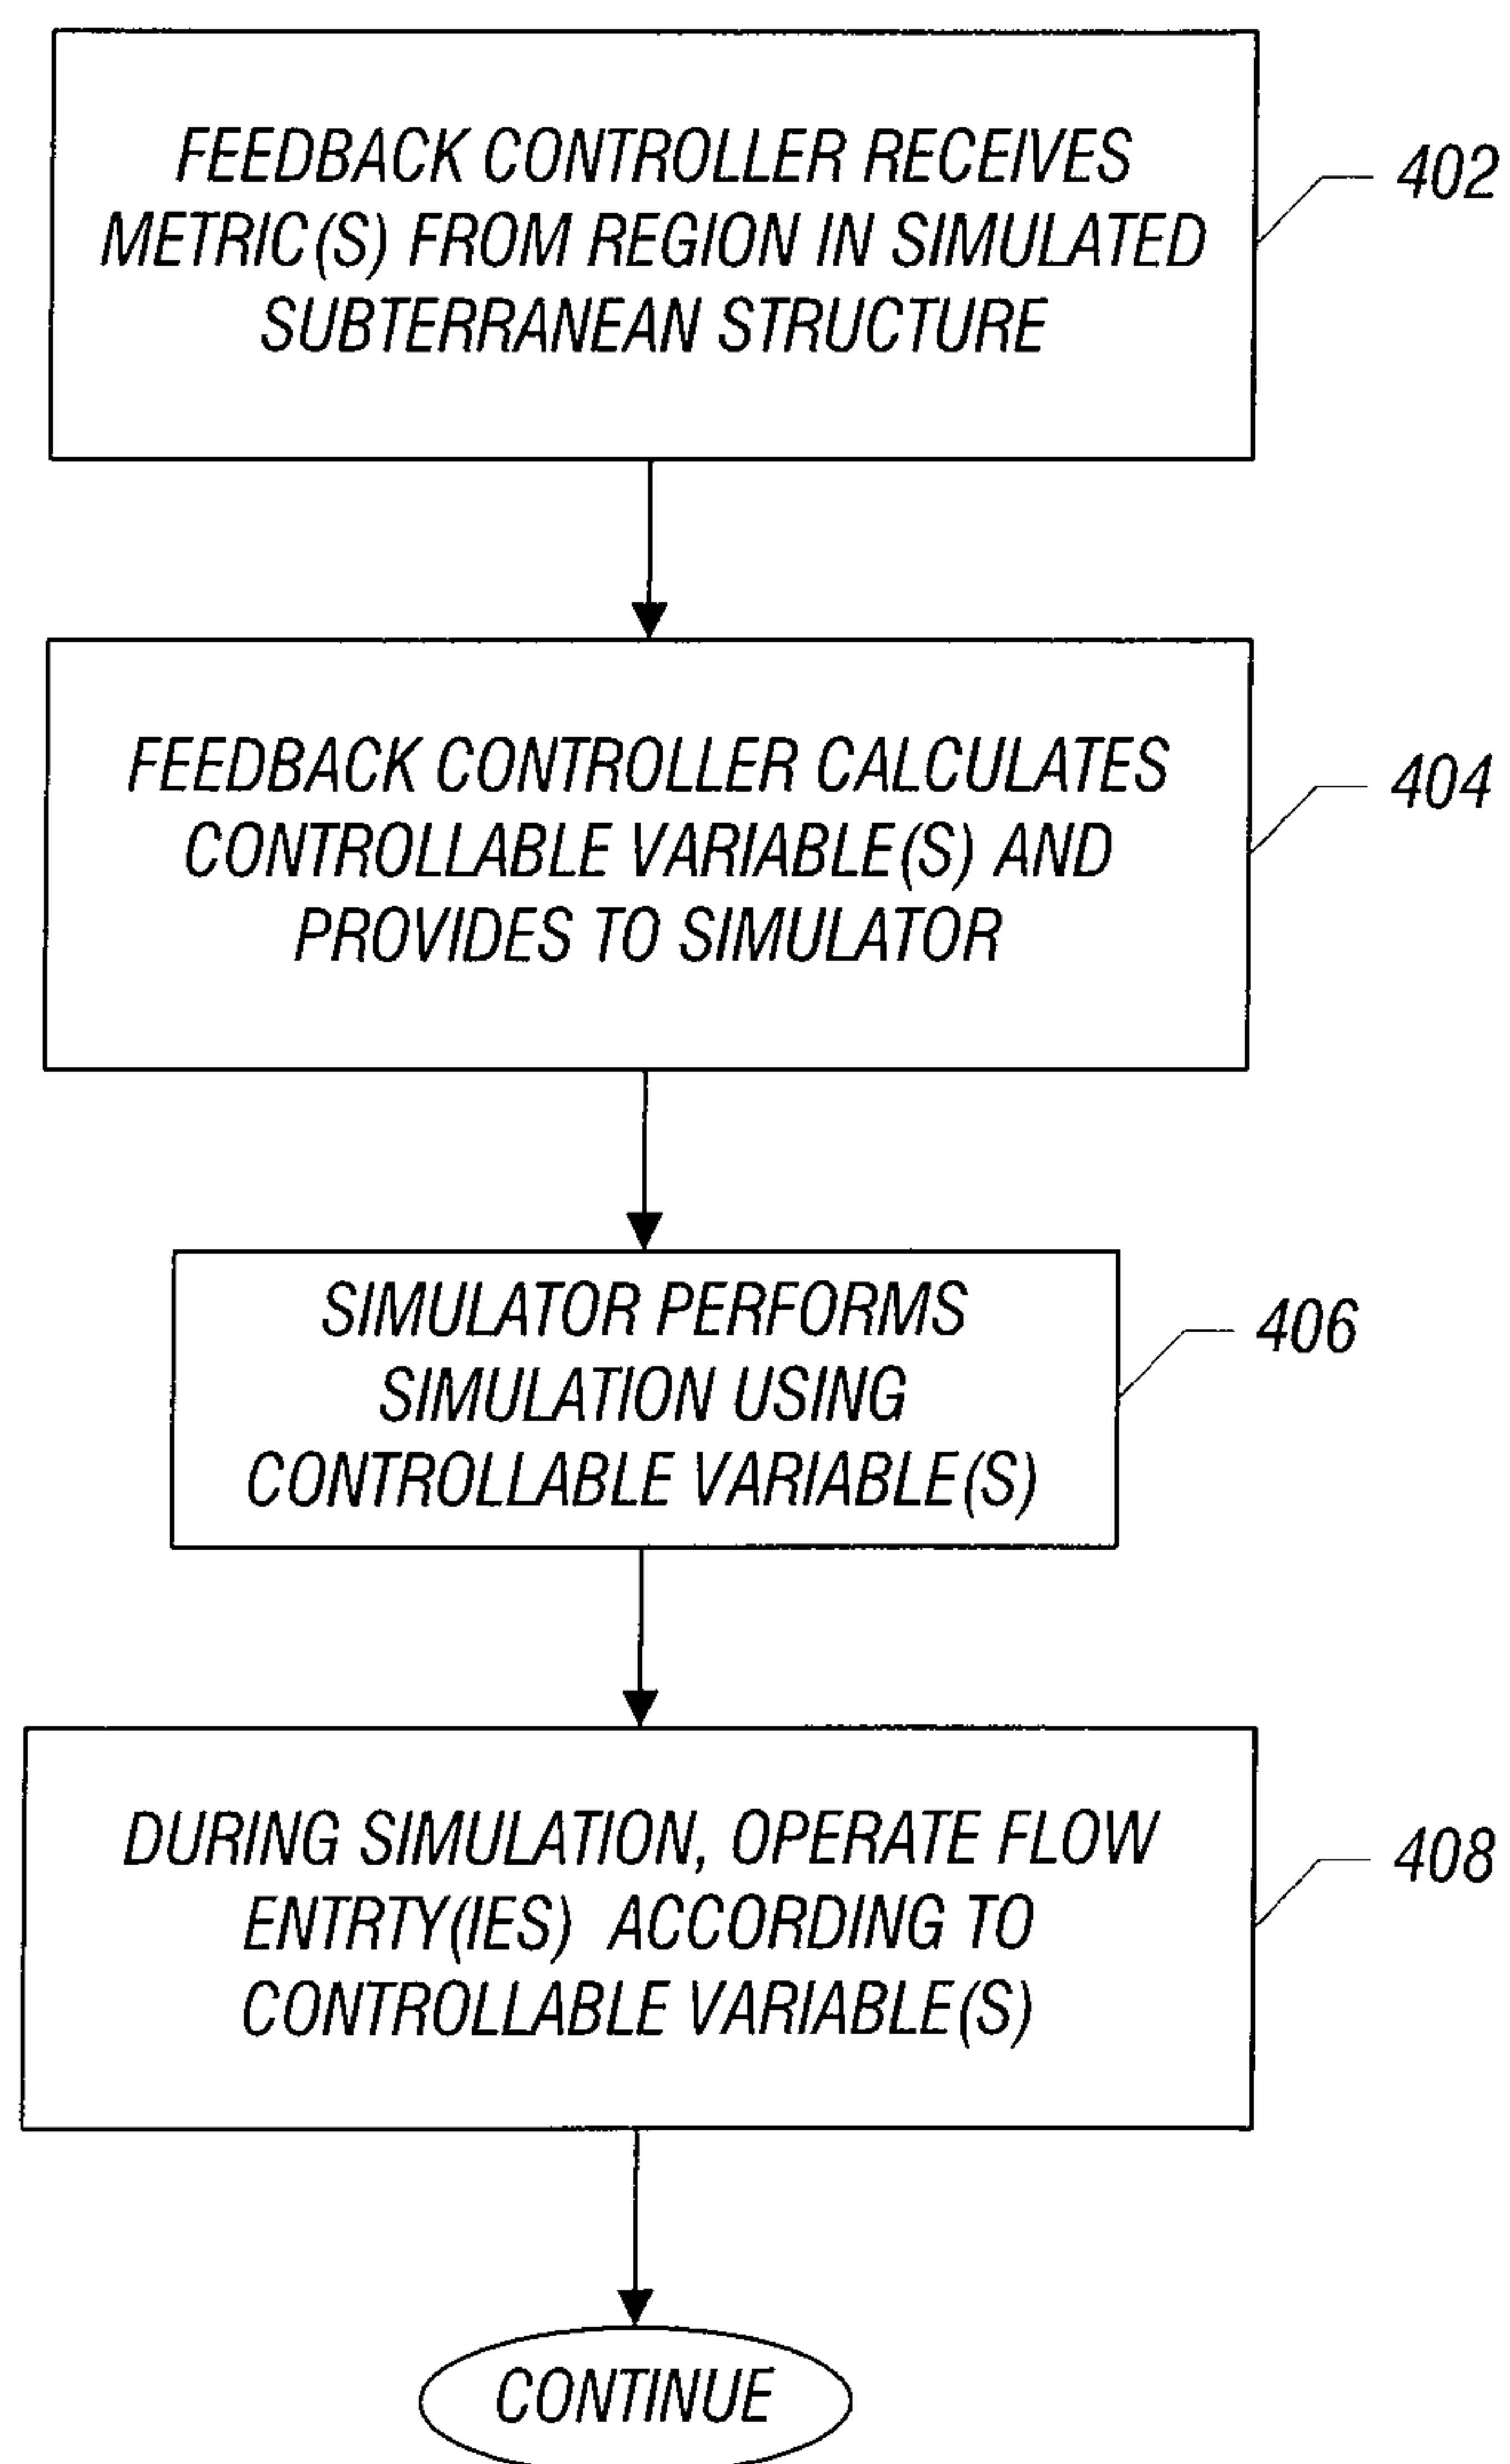 FEEDBACK CONTROLLER RECEIVES
METRIC(S) FROM REGION IN SIMULATED
SUBTERRANEAN STRUCTURE
402
FEEDBACK CONTROLLER CALCULATES
CONTROLLABLE VARIABLE(S) AND
PROVIDES TO SIMULATOR
404
SIMULATOR PERFORMS
SIMULATION USING
CONTROLLABLE VARIABLE(S)
406
DURING SIMULATION, OPERATE FLOW
ENTRTY(IES) ACCORDING TO
CONTROLLABLE VARIABLE(S)
408
CONTINUE